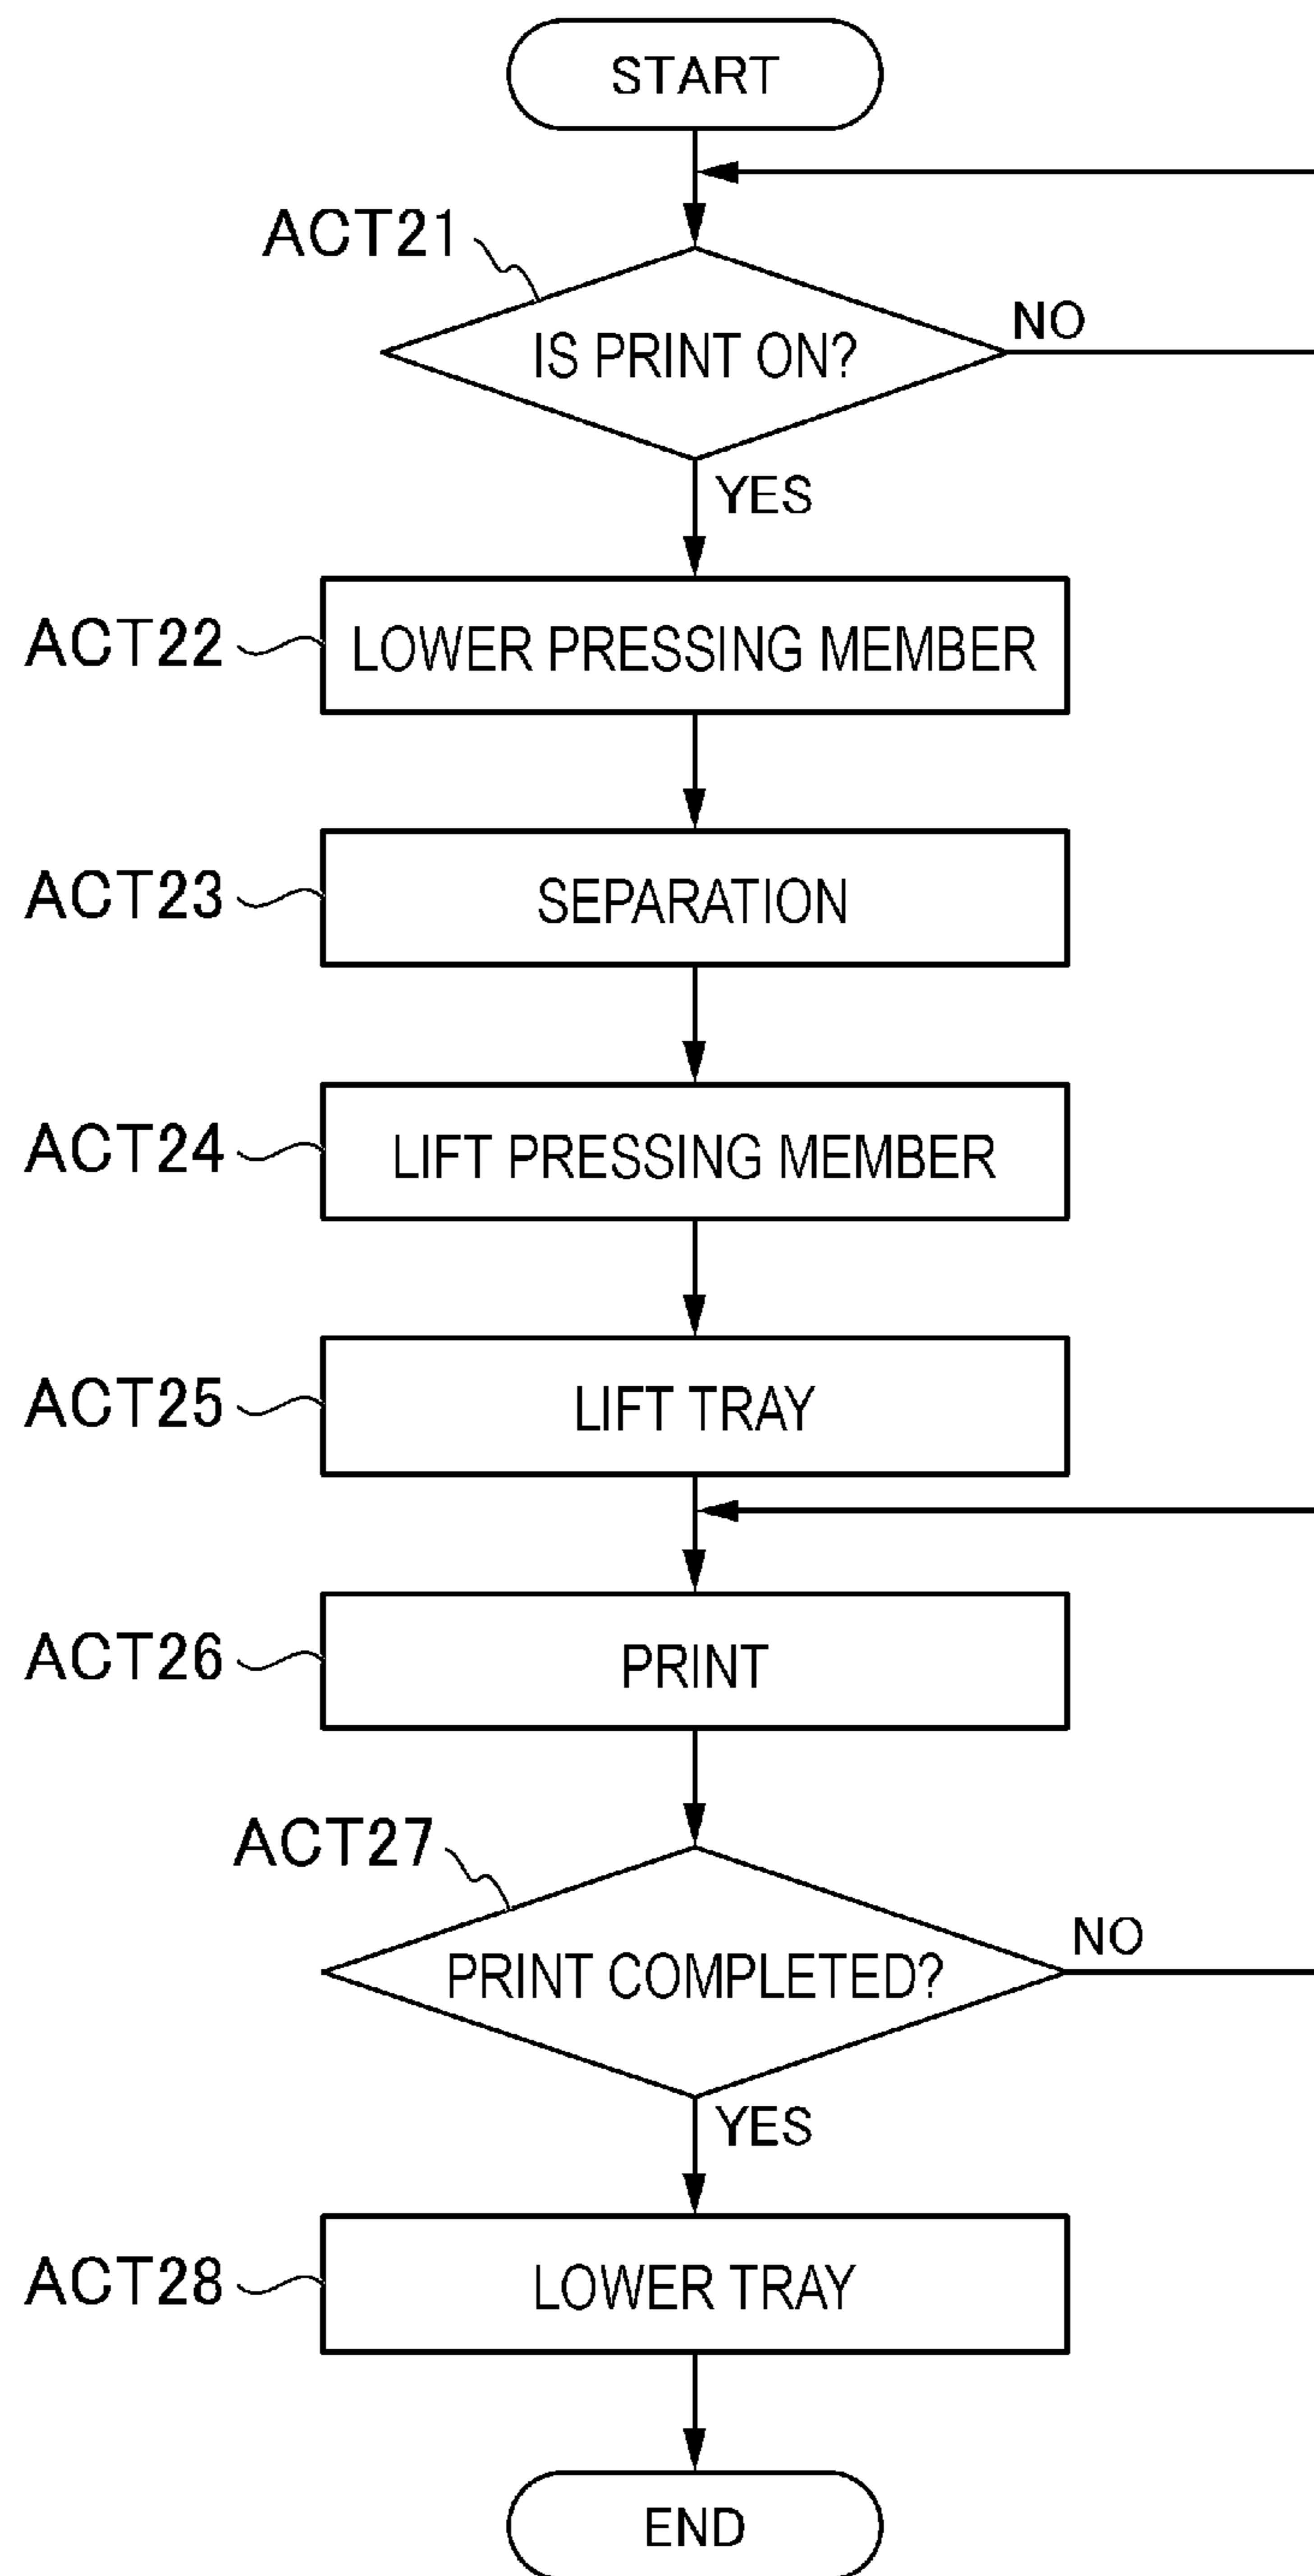 START
ACT21
IS PRINT ON?
NO
YES
ACT22
LOWER PRESSING MEMBER
ACT23
SEPARATION
ACT24
LIFT PRESSING MEMBER
ACT25
LIFT TRAY
ACT26
PRINT
ACT27
PRINT COMPLETED?
NO
YES
ACT28
LOWER TRAY
END